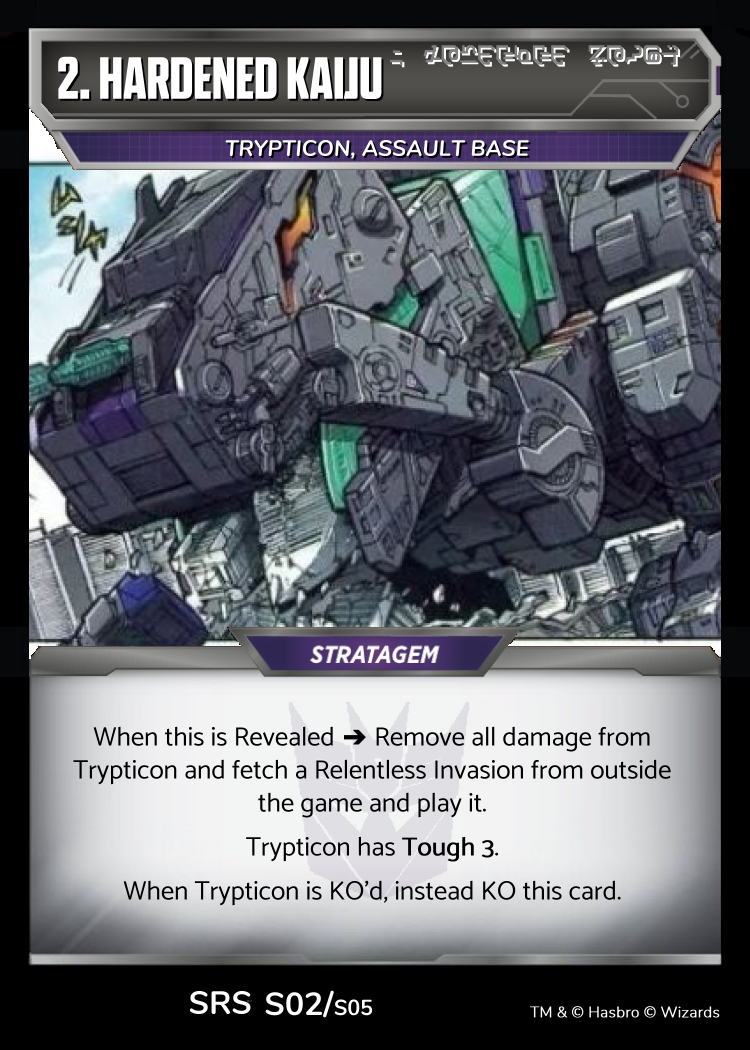 2. HARDENED KAIJU
TRYPTICON, ASSAULT BASE
STRATAGEM
When this is Revealed ➔ Remove all damage from
Trypticon and fetch a Relentless Invasion from outside
the game and play it.
Trypticon has Tough 3.
When Trypticon is KO’d, instead KO this card.
SRS S02/S05
TM & © Hasbro © Wizards